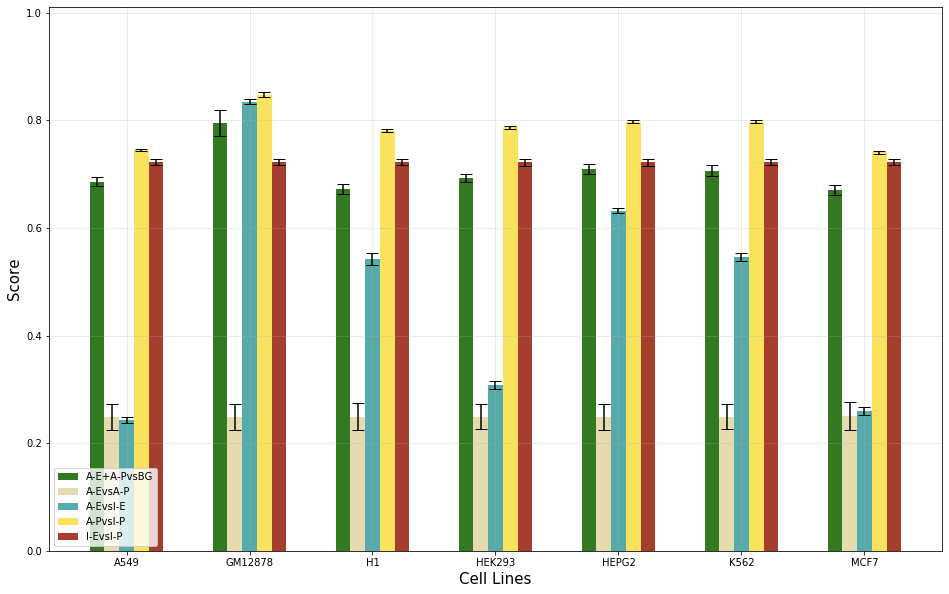 1.0
0.8
0.6
0.4
0.2
0.0
Score
A-E+A-PvsBG
A-EvsA-P
A-EvsI-E
A-PvsI-P
I-EvsI-P
A549 GM12878 H1 HEK293 HEPG2 K562 MCF7
Cell Lines